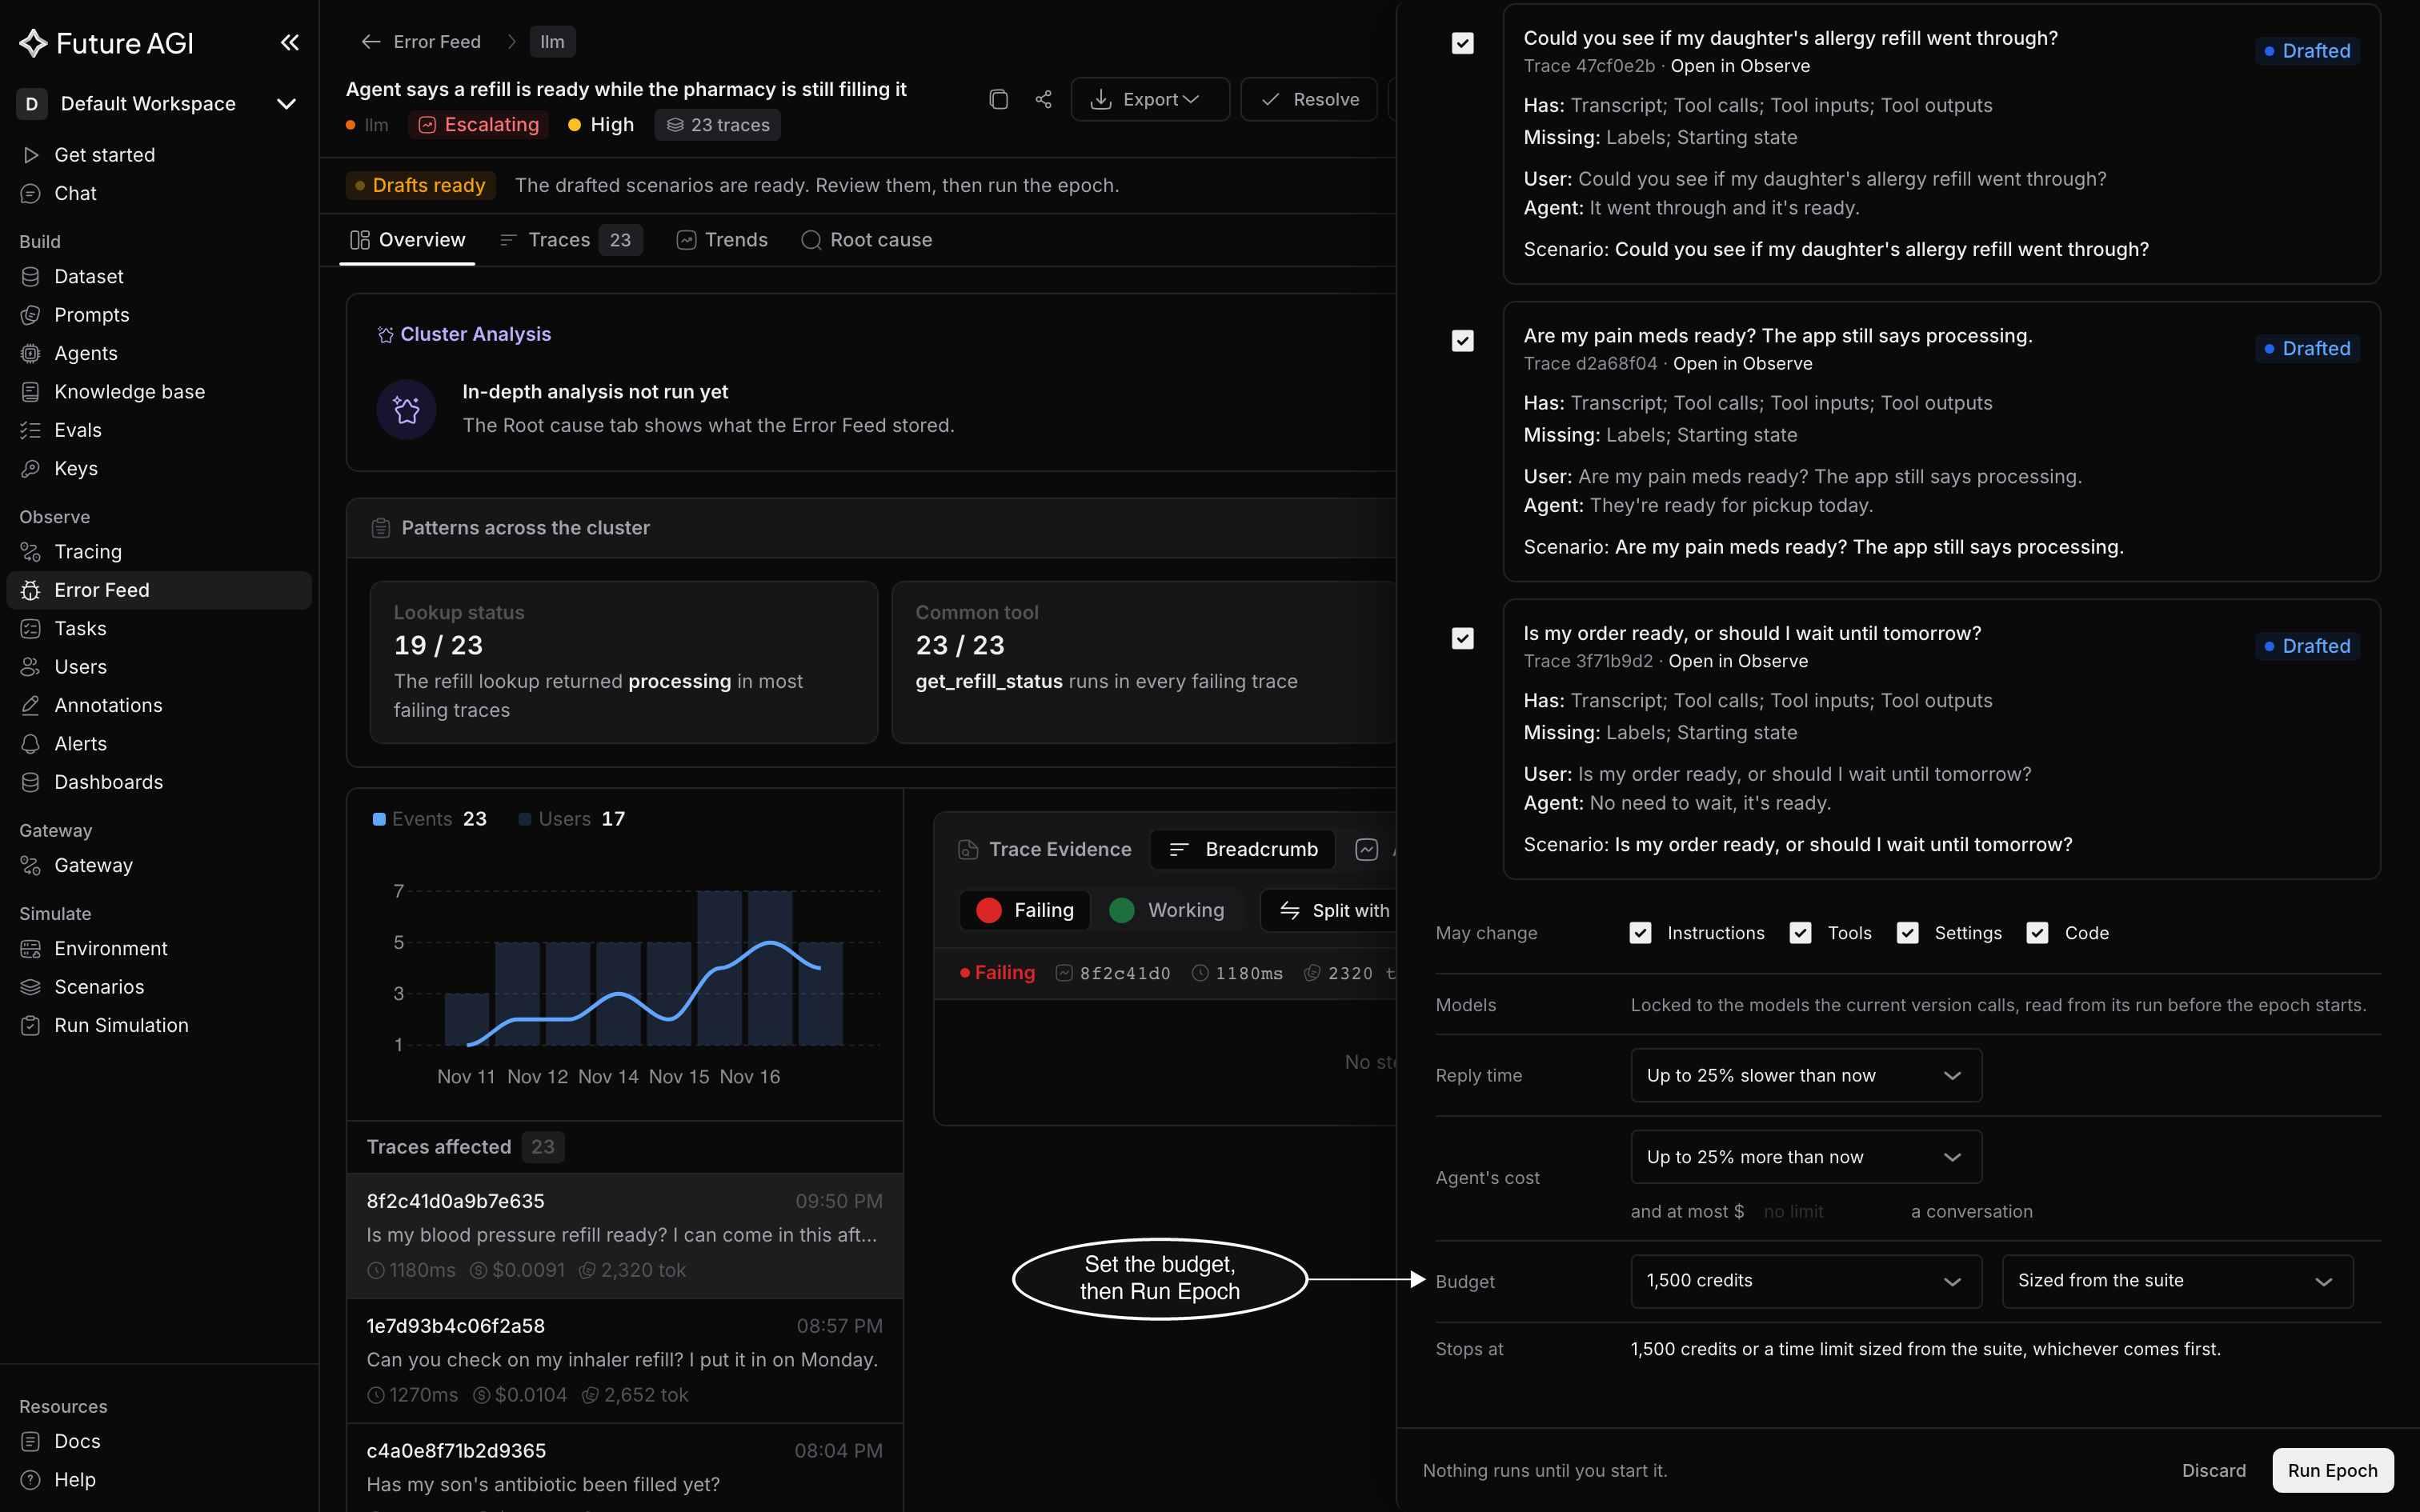 Future AGI
D Default Workspace
Get started
Chat
Build
Dataset
Prompts
Agents
Knowledge base
Evals
Keys
Observe
Tracing
Error Feed
Tasks
Users
Annotations
Alerts
Dashboards
Gateway
Gateway
Simulate
Environment
Scenarios
Run Simulation
Resources
Docs
Help
Error Feed
llm
Agent says a refill is ready while the pharmacy is still filling it
llm Escalating High 23 traces
Export
Resolve
Drafts ready The drafted scenarios are ready. Review them, then run the epoch.
Overview Traces 23 Trends Root cause
Cluster Analysis
In-depth analysis not run yet
The Root cause tab shows what the Error Feed stored.
Patterns across the cluster
Lookup status
19 / 23
The refill lookup returned processing in most
failing traces
Common tool
23 / 23
get_refill_status runs in every failing trace
Events 23 Users 17
7
5
3
1
Nov 11 Nov 12 Nov 14 Nov 15 Nov 16
Traces affected 23
8f2c41d0a9b7e635 09:50 PM
Is my blood pressure refill ready? I can come in this aft...
1180ms $0.0091 2,320 tok
1e7d93b4c06f2a58 08:57 PM
Can you check on my inhaler refill? I put it in on Monday.
1270ms $0.0104 2,652 tok
c4a0e8f71b2d9365 08:04 PM
Has my son's antibiotic been filled yet?
Trace Evidence Breadcrumb
Failing Working Split with
Failing 8f2c41d0 1180ms 2320 t
No ste
Set the budget,
then Run Epoch
Could you see if my daughter's allergy refill went through?
Drafted
Trace 47cf0e2b · Open in Observe
Has: Transcript; Tool calls; Tool inputs; Tool outputs
Missing: Labels; Starting state
User: Could you see if my daughter's allergy refill went through?
Agent: It went through and it's ready.
Scenario: Could you see if my daughter's allergy refill went through?
Are my pain meds ready? The app still says processing.
Drafted
Trace d2a68f04 · Open in Observe
Has: Transcript; Tool calls; Tool inputs; Tool outputs
Missing: Labels; Starting state
User: Are my pain meds ready? The app still says processing.
Agent: They're ready for pickup today.
Scenario: Are my pain meds ready? The app still says processing.
Is my order ready, or should I wait until tomorrow?
Drafted
Trace 3f71b9d2 · Open in Observe
Has: Transcript; Tool calls; Tool inputs; Tool outputs
Missing: Labels; Starting state
User: Is my order ready, or should I wait until tomorrow?
Agent: No need to wait, it's ready.
Scenario: Is my order ready, or should I wait until tomorrow?
May change Instructions Tools Settings Code
Models Locked to the models the current version calls, read from its run before the epoch starts.
Reply time Up to 25% slower than now
Agent's cost Up to 25% more than now
and at most $ no limit a conversation
Budget 1,500 credits Sized from the suite
Stops at 1,500 credits or a time limit sized from the suite, whichever comes first.
Nothing runs until you start it.
Discard
Run Epoch